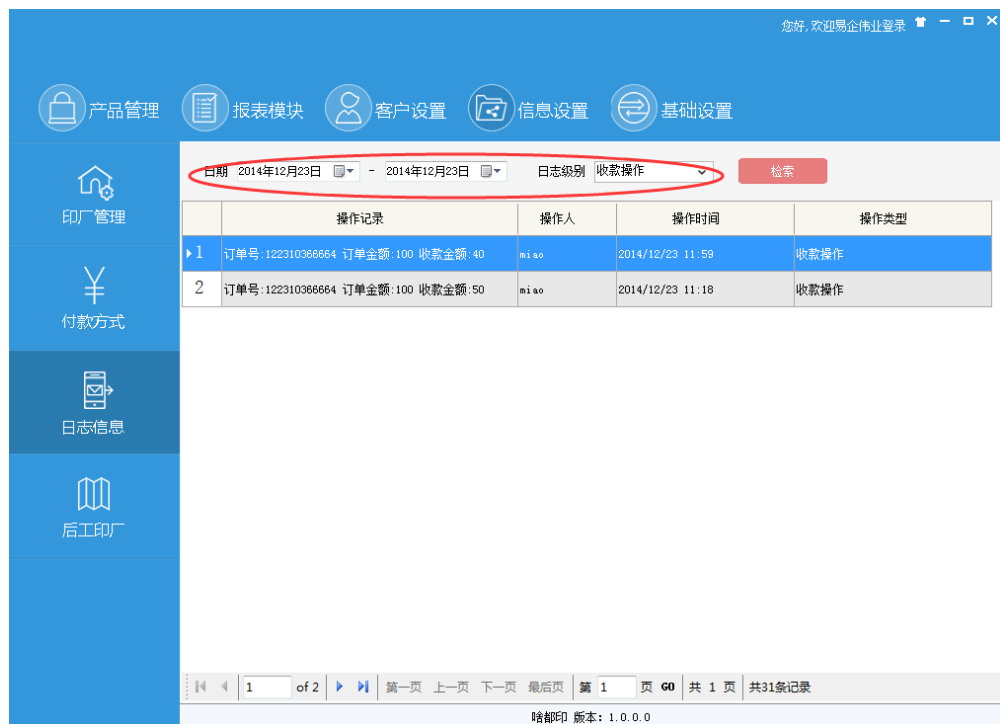 您好,欢迎易企伟业登录
产品管理 报表模块 客户设置 信息设置 基础设置
印厂管理
付款方式
日志信息
后工印厂
日期 2014年12月23日 - 2014年12月23日 日志级别 收款操作 检索
操作记录 操作人 操作时间 操作类型
1 订单号:122310366664 订单金额:100 收款金额:40 miao 2014/12/23 11:59 收款操作
2 订单号:122310366664 订单金额:100 收款金额:50 miao 2014/12/23 11:18 收款操作
1 of 2 第一页 上一页 下一页 最后页 第 1 页 GO 共 1 页 共31条记录
啥都印 版本: 1.0.0.0